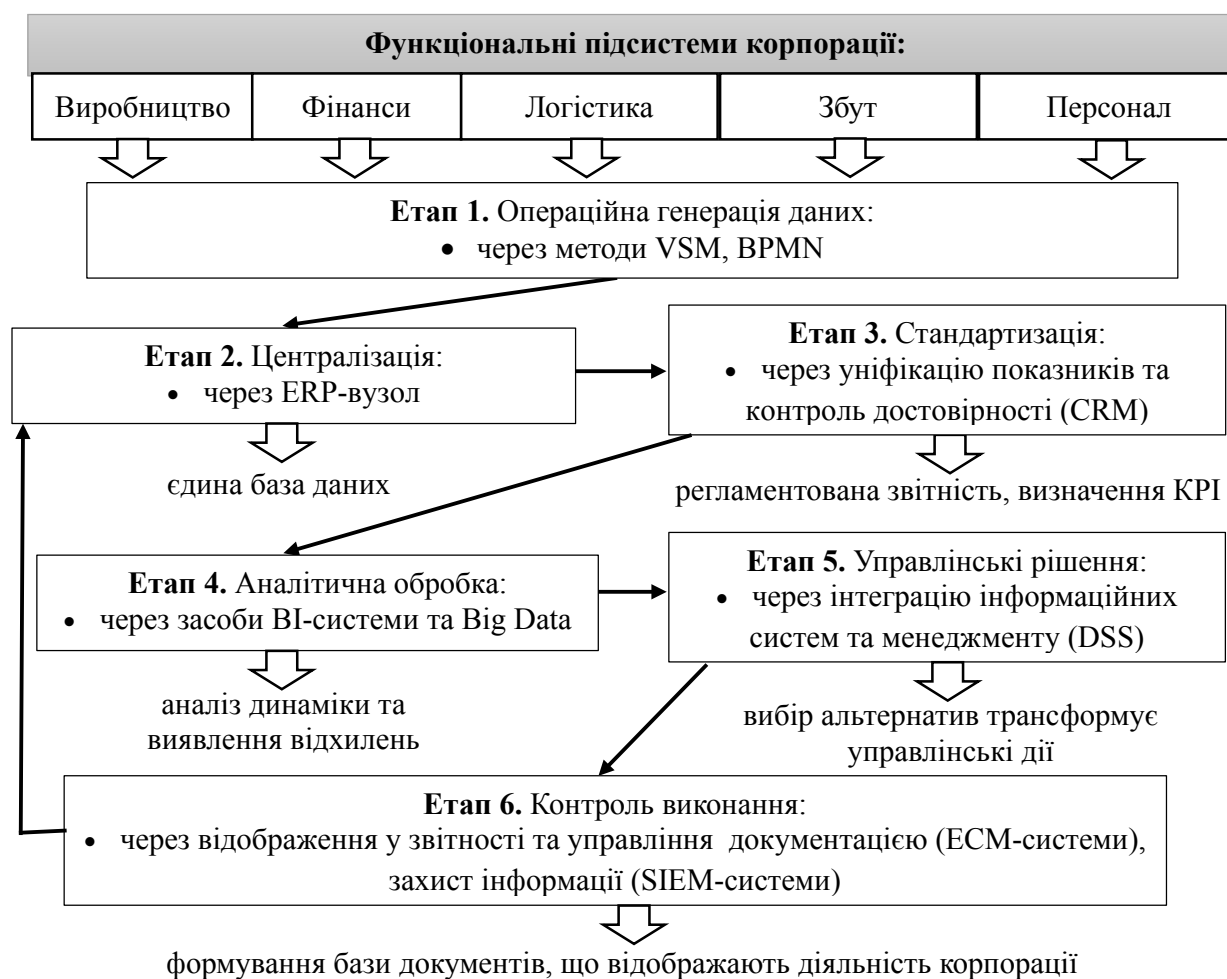 Функціональні підсистеми корпорації:
Виробництво
Фінанси
Логістика
Збут
Персонал
Етап 1. Операційна генерація даних:
• через методи VSM, BPMN
Етап 2. Централізація:
• через ERP-вузол
єдина база даних
Етап 3. Стандартизація:
• через уніфікацію показників та
контроль достовірності (CRM)
регламентована звітність, визначення КРІ
Етап 4. Аналітична обробка:
• через засоби BI-системи та Big Data
аналіз динаміки та
виявлення відхилень
Етап 5. Управлінські рішення:
• через інтеграцію інформаційних
систем та менеджменту (DSS)
вибір альтернатив трансформує
управлінські дії
Етап 6. Контроль виконання:
• через відображення у звітності та управління документацією (ECM-системи),
захист інформації (SIEM-системи)
формування бази документів, що відображають діяльність корпорації